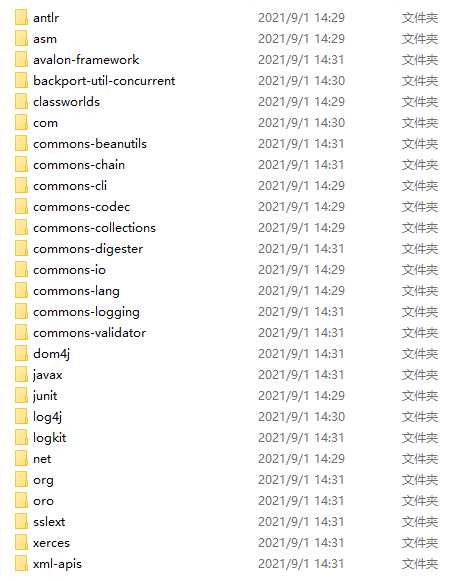 antlr 2021/9/1 14:29 文件夹
asm 2021/9/1 14:29 文件夹
avalon-framework 2021/9/1 14:31 文件夹
backport-util-concurrent 2021/9/1 14:30 文件夹
classworlds 2021/9/1 14:29 文件夹
com 2021/9/1 14:30 文件夹
commons-beanutils 2021/9/1 14:31 文件夹
commons-chain 2021/9/1 14:31 文件夹
commons-cli 2021/9/1 14:29 文件夹
commons-codec 2021/9/1 14:29 文件夹
commons-collections 2021/9/1 14:29 文件夹
commons-digester 2021/9/1 14:31 文件夹
commons-io 2021/9/1 14:29 文件夹
commons-lang 2021/9/1 14:29 文件夹
commons-logging 2021/9/1 14:31 文件夹
commons-validator 2021/9/1 14:31 文件夹
dom4j 2021/9/1 14:31 文件夹
javax 2021/9/1 14:31 文件夹
junit 2021/9/1 14:29 文件夹
log4j 2021/9/1 14:30 文件夹
logkit 2021/9/1 14:31 文件夹
net 2021/9/1 14:29 文件夹
org 2021/9/1 14:31 文件夹
oro 2021/9/1 14:31 文件夹
sslext 2021/9/1 14:31 文件夹
xerces 2021/9/1 14:31 文件夹
xml-apis 2021/9/1 14:31 文件夹